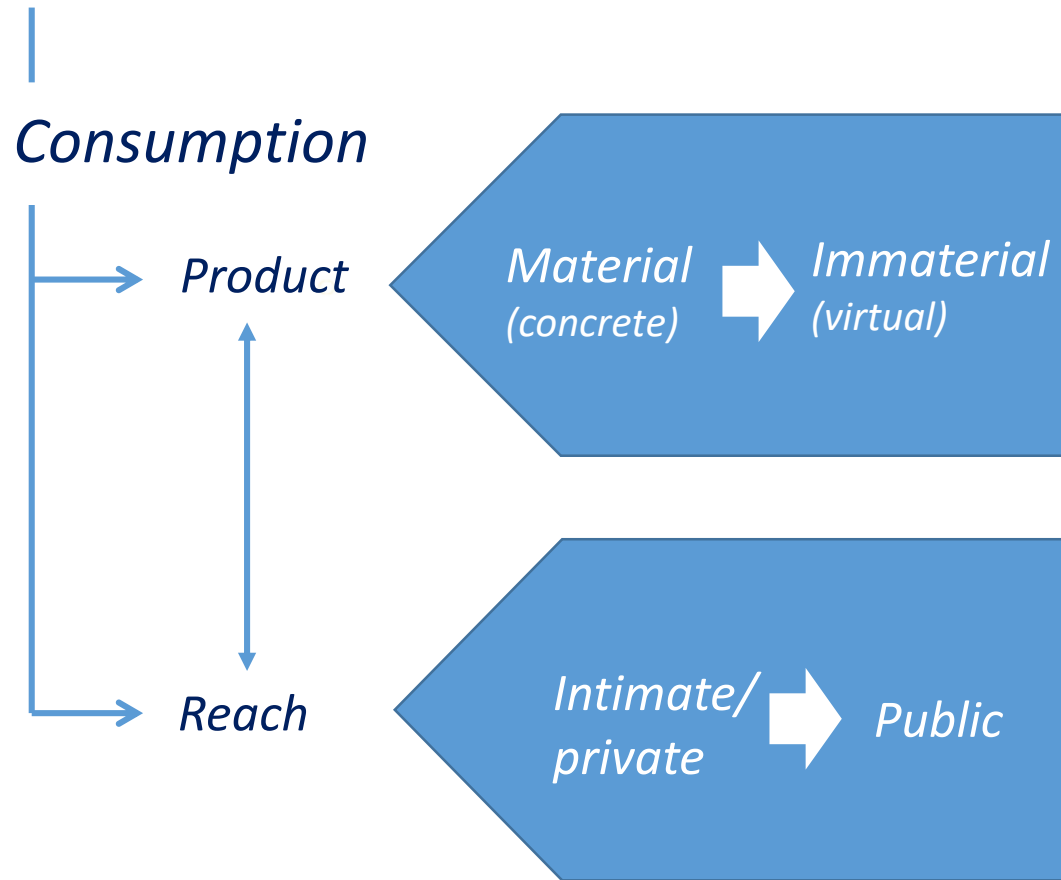 Consumption
Product
Material
(concrete)
Immaterial
(virtual)
Reach
Intimate/
private
Public